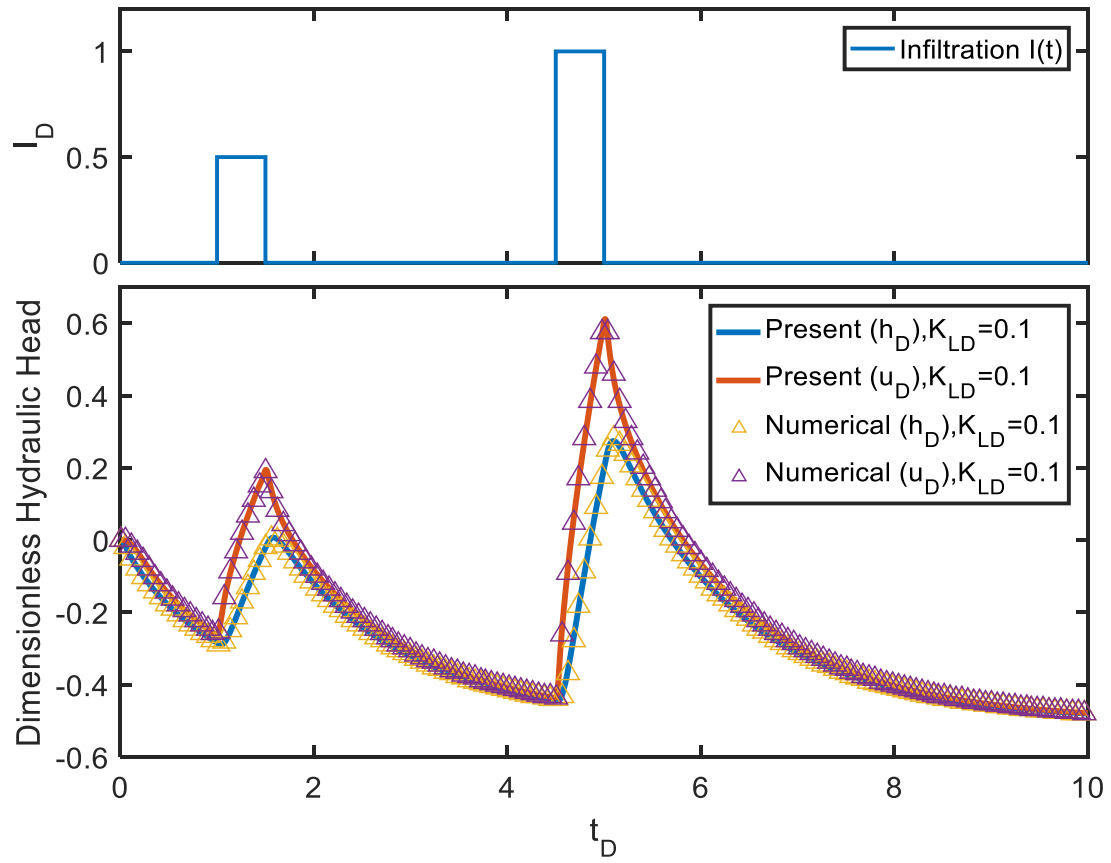 1
0.5
0
I_D
Infiltration I(t)
0.6
0.4
0.2
0
-0.2
-0.4
-0.6
Dimensionless Hydraulic Head
Present (h_D),K_LD=0.1
Present (u_D),K_LD=0.1
Numerical (h_D),K_LD=0.1
Numerical (u_D),K_LD=0.1
0 2 4 6 8 10
t_D